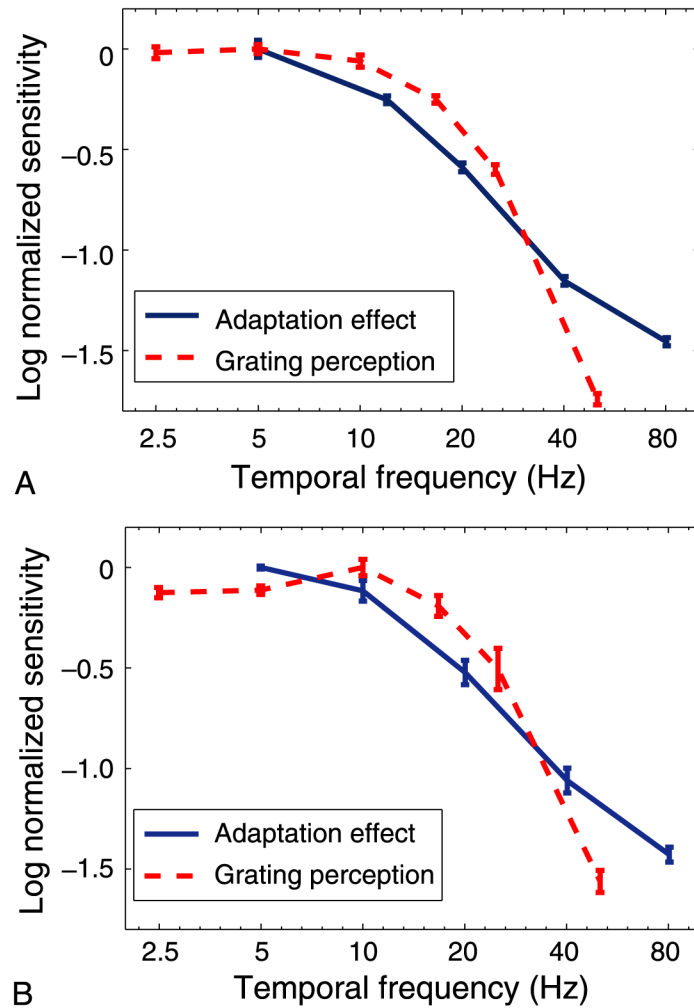 0
−0.5
−1.0
−1.5
Log normalized sensitivity
Adaptation effect
Grating perception
2.5 5 10 20 40 80
Temporal frequency (Hz)
A
0
−0.5
−1.0
−1.5
Log normalized sensitivity
Adaptation effect
Grating perception
2.5 5 10 20 40 80
Temporal frequency (Hz)
B